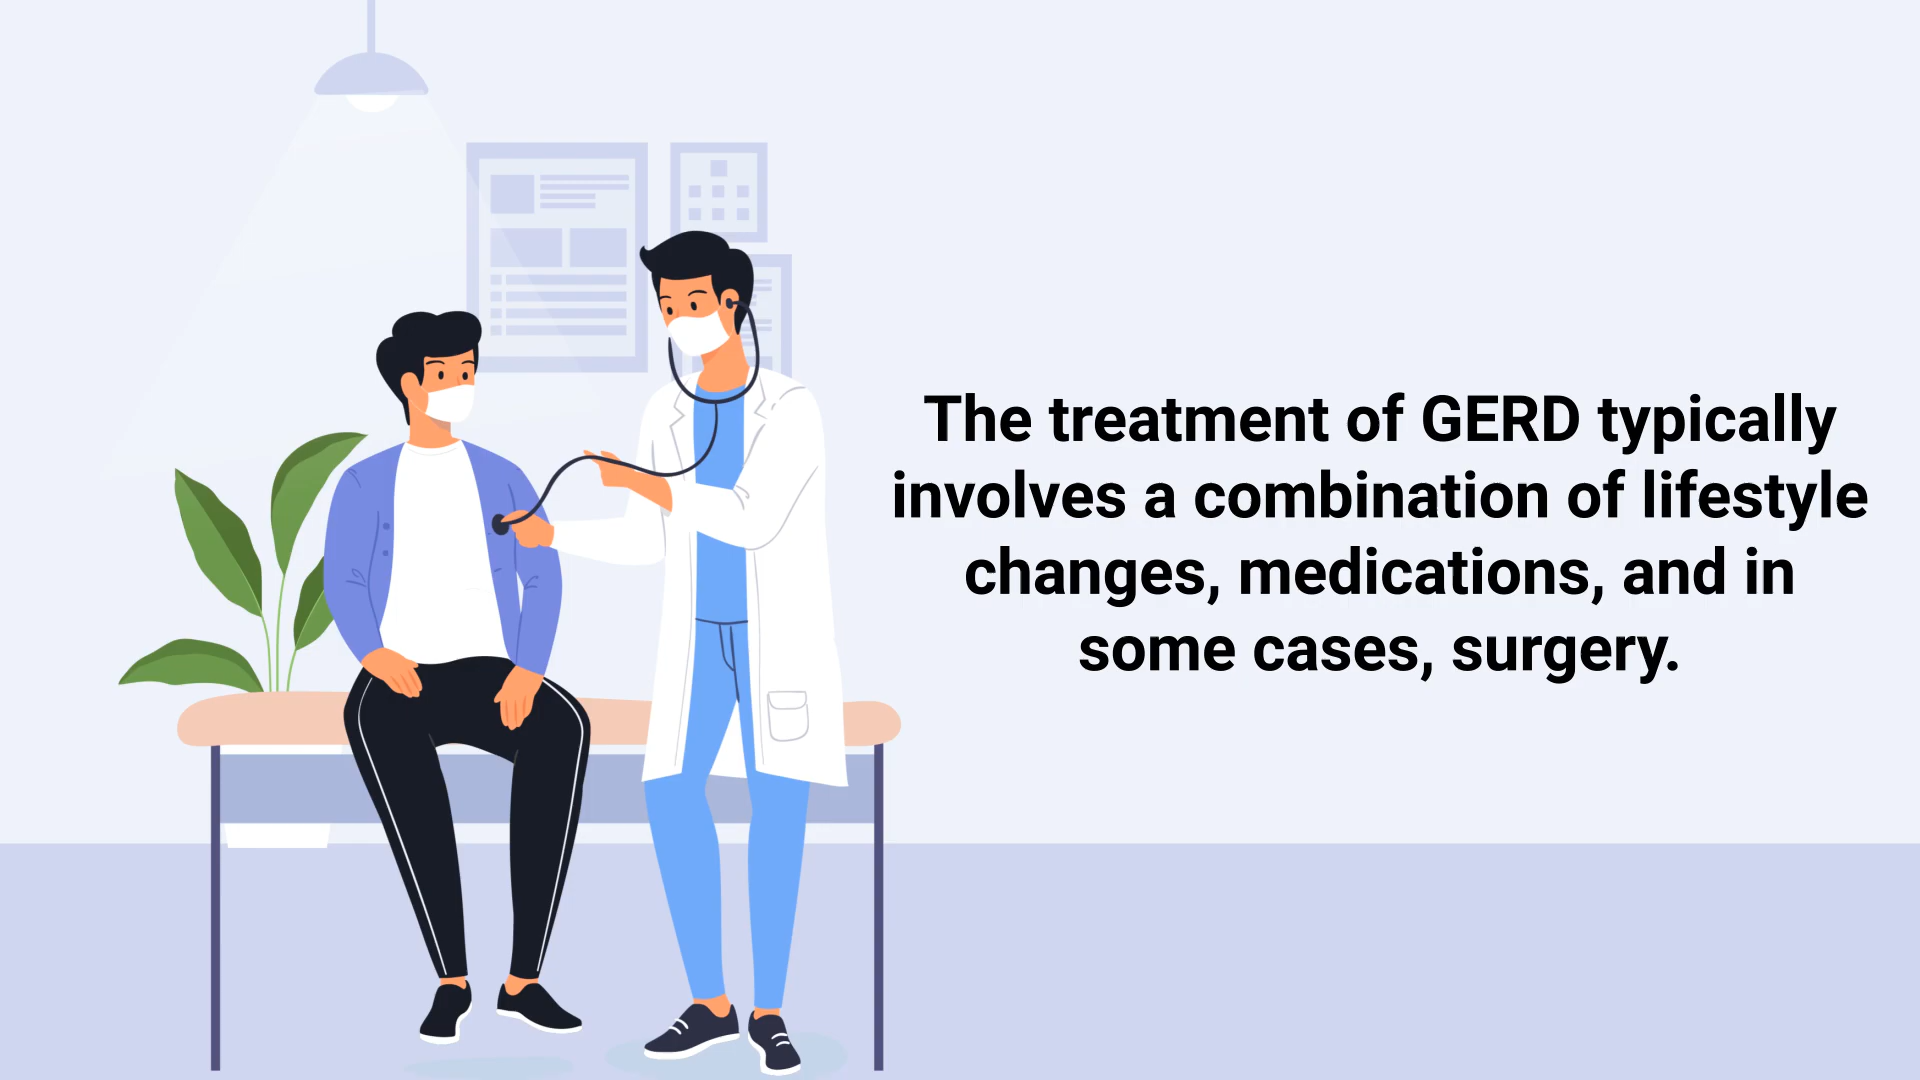 The treatment of GERD typically
involves a combination of lifestyle
changes, medications, and in
some cases, surgery.